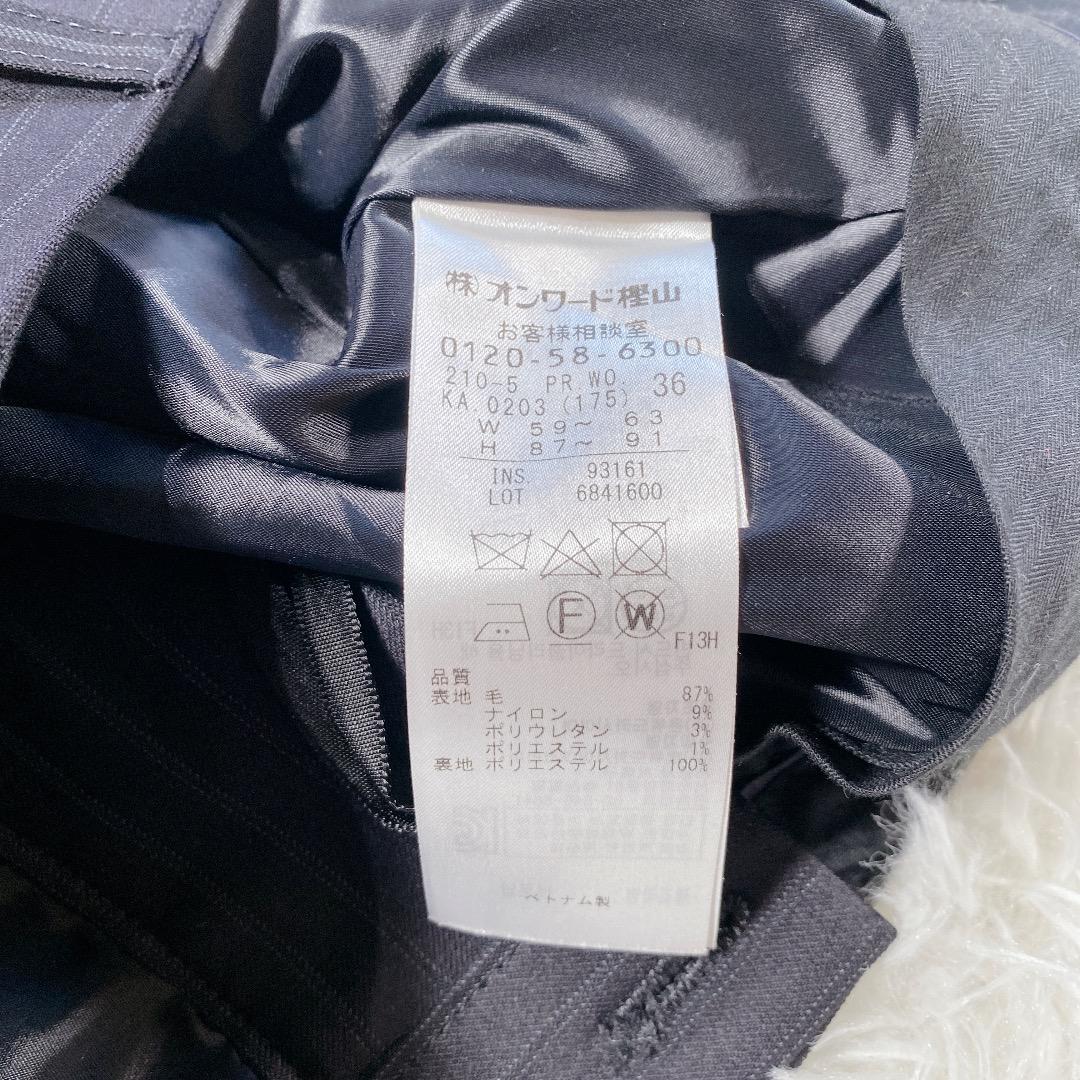 ㈱オンワード樫山
お客様相談室
0120-58-6300
210-5 PR.WO. 36
KA.0203 (175)
W 59～ 63
H 87～ 91
INS. 93161
LOT 6841600
F W
F13H
品質
表地 毛 87%
ナイロン 9%
ポリウレタン 3%
ポリエステル 1%
裏地 ポリエステル 100%
ベトナム製